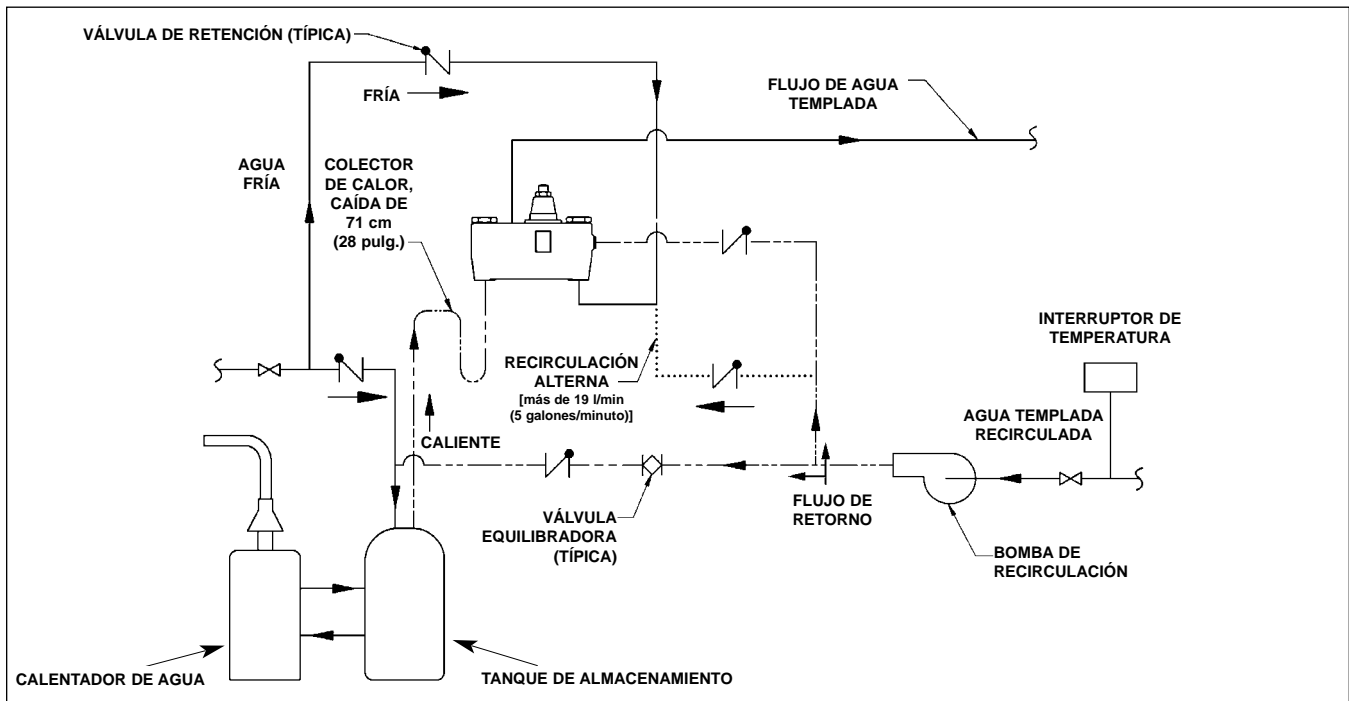 VÁLVULA DE RETENCIÓN (TÍPICA)
FRÍA
FLUJO DE AGUA
TEMPLADA
AGUA
FRÍA
COLECTOR
DE CALOR,
CAÍDA DE
71 cm
(28 pulg.)
INTERRUPTOR DE
TEMPERATURA
RECIRCULACIÓN
ALTERNA
[más de 19 l/min
(5 galones/minuto)]
AGUA TEMPLADA
RECIRCULADA
CALIENTE
FLUJO DE
RETORNO
VÁLVULA
EQUILIBRADORA
(TÍPICA)
BOMBA DE
RECIRCULACIÓN
CALENTADOR DE AGUA
TANQUE DE ALMACENAMIENTO